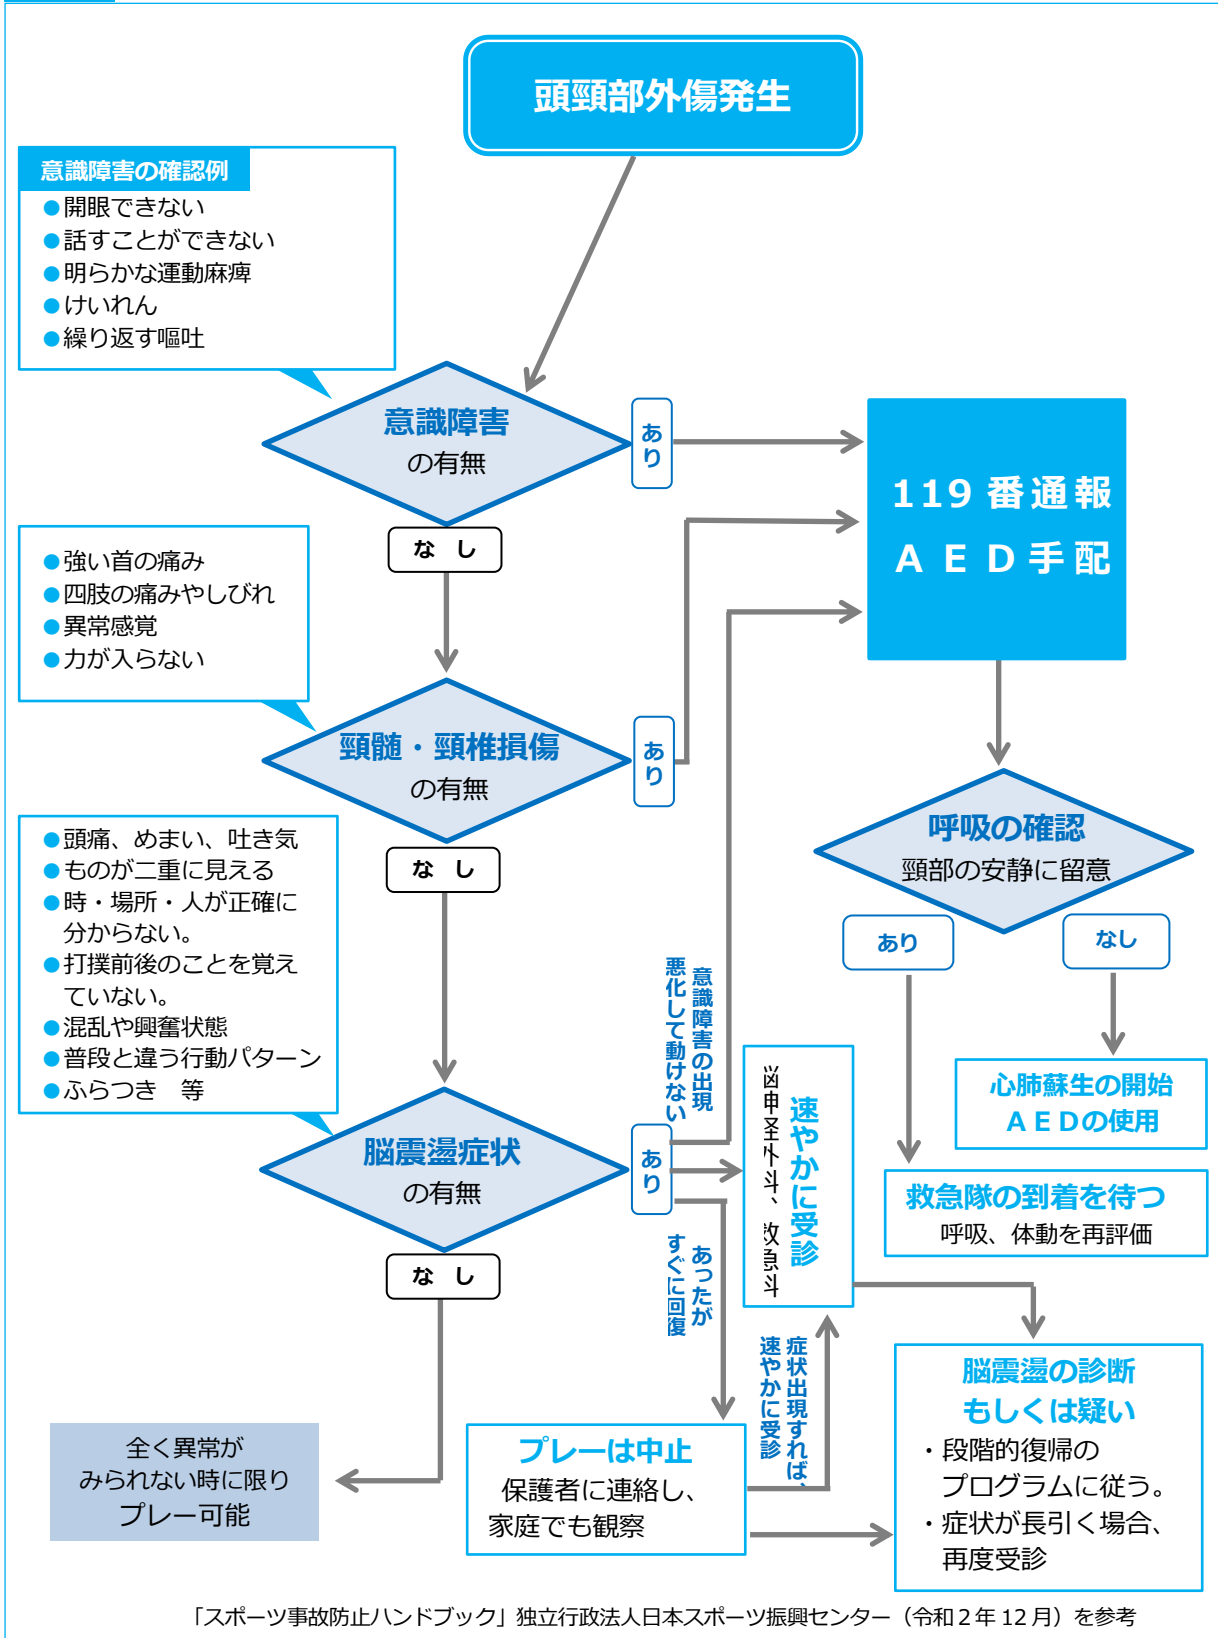 頭頸部外傷発生
意識障害の確認例
●開眼できない
●話すことができない
●明らかな運動麻痺
●けいれん
●繰り返す嘔吐
意識障害
の有無
あり
なし
119番通報
AED手配
●強い首の痛み
●四肢の痛みやしびれ
●異常感覚
●力が入らない
頸髄・頸椎損傷
の有無
あり
なし
呼吸の確認
頸部の安静に留意
あり
なし
心肺蘇生の開始
AEDの使用
救急隊の到着を待つ
呼吸、体動を再評価
●頭痛、めまい、吐き気
●ものが二重に見える
●時・場所・人が正確に
分からない。
●打撲前後のことを覚え
ていない。
●混乱や興奮状態
●普段と違う行動パターン
●ふらつき 等
脳震盪症状
の有無
あり
なし
意識障害の出現
悪化して動けない
速やかに受診
あったが
すぐに回復
症状出現すれば、
速やかに受診
プレーは中止
保護者に連絡し、
家庭でも観察
脳震盪の診断
もしくは疑い
・段階的復帰の
プログラムに従う。
・症状が長引く場合、
再度受診
全く異常が
みられない時に限り
プレー可能
「スポーツ事故防止ハンドブック」独立行政法人日本スポーツ振興センター（令和２年12月）を参考